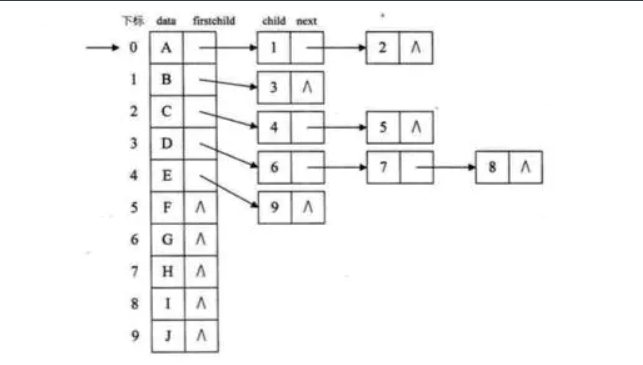 下标 data firstchild child next
0 A 1 2 ∧
1 B 3 ∧
2 C 4 5 ∧
3 D 6 7 8 ∧
4 E 9 ∧
5 F ∧
6 G ∧
7 H ∧
8 I ∧
9 J ∧